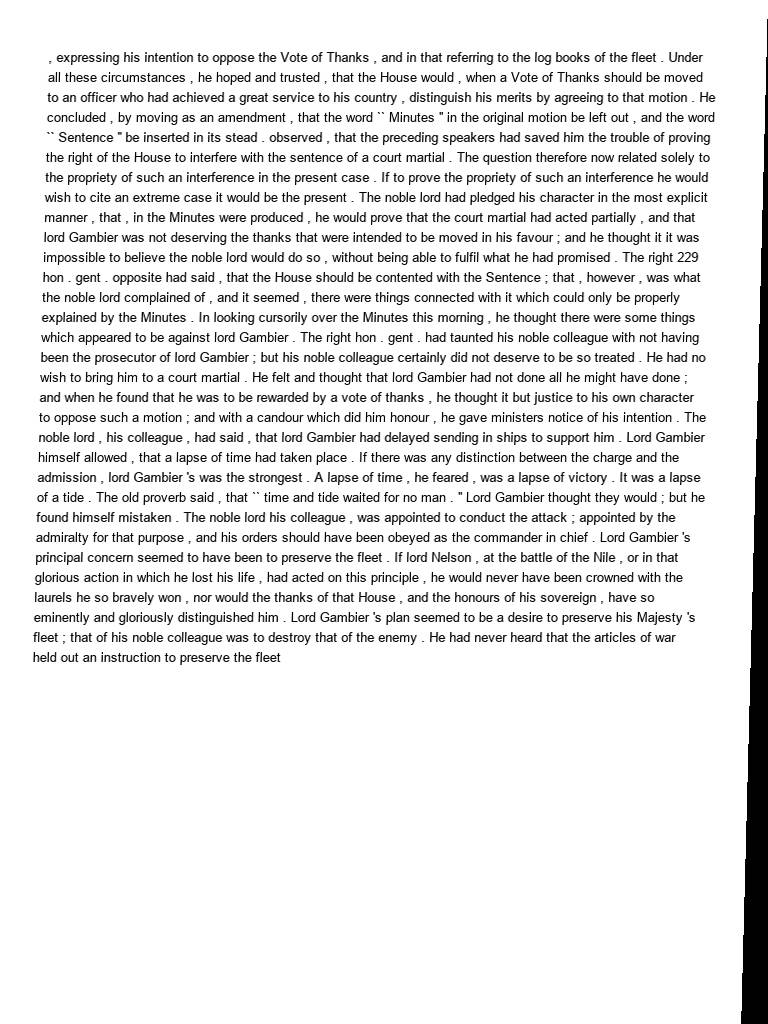 , expressing his intention to oppose the Vote of Thanks , and in that referring to the log books of the fleet . Under
all these circumstances , he hoped and trusted , that the House would , when a Vote of Thanks should be moved
to an officer who had achieved a great service to his country , distinguish his merits by agreeing to that motion . He
concluded , by moving as an amendment , that the word `` Minutes '' in the original motion be left out , and the word
`` Sentence '' be inserted in its stead . observed , that the preceding speakers had saved him the trouble of proving
the right of the House to interfere with the sentence of a court martial . The question therefore now related solely to
the propriety of such an interference in the present case . If to prove the propriety of such an interference he would
wish to cite an extreme case it would be the present . The noble lord had pledged his character in the most explicit
manner , that , in the Minutes were produced , he would prove that the court martial had acted partially , and that
lord Gambier was not deserving the thanks that were intended to be moved in his favour ; and he thought it it was
impossible to believe the noble lord would do so , without being able to fulfil what he had promised . The right 229
hon . gent . opposite had said , that the House should be contented with the Sentence ; that , however , was what
the noble lord complained of , and it seemed , there were things connected with it which could only be properly
explained by the Minutes . In looking cursorily over the Minutes this morning , he thought there were some things
which appeared to be against lord Gambier . The right hon . gent . had taunted his noble colleague with not having
been the prosecutor of lord Gambier ; but his noble colleague certainly did not deserve to be so treated . He had no
wish to bring him to a court martial . He felt and thought that lord Gambier had not done all he might have done ;
and when he found that he was to be rewarded by a vote of thanks , he thought it but justice to his own character
to oppose such a motion ; and with a candour which did him honour , he gave ministers notice of his intention . The
noble lord , his colleague , had said , that lord Gambier had delayed sending in ships to support him . Lord Gambier
himself allowed , that a lapse of time had taken place . If there was any distinction between the charge and the
admission , lord Gambier 's was the strongest . A lapse of time , he feared , was a lapse of victory . It was a lapse
of a tide . The old proverb said , that `` time and tide waited for no man . '' Lord Gambier thought they would ; but he
found himself mistaken . The noble lord his colleague , was appointed to conduct the attack ; appointed by the
admiralty for that purpose , and his orders should have been obeyed as the commander in chief . Lord Gambier 's
principal concern seemed to have been to preserve the fleet . If lord Nelson , at the battle of the Nile , or in that
glorious action in which he lost his life , had acted on this principle , he would never have been crowned with the
laurels he so bravely won , nor would the thanks of that House , and the honours of his sovereign , have so
eminently and gloriously distinguished him . Lord Gambier 's plan seemed to be a desire to preserve his Majesty 's
fleet ; that of his noble colleague was to destroy that of the enemy . He had never heard that the articles of war
held out an instruction to preserve the fleet